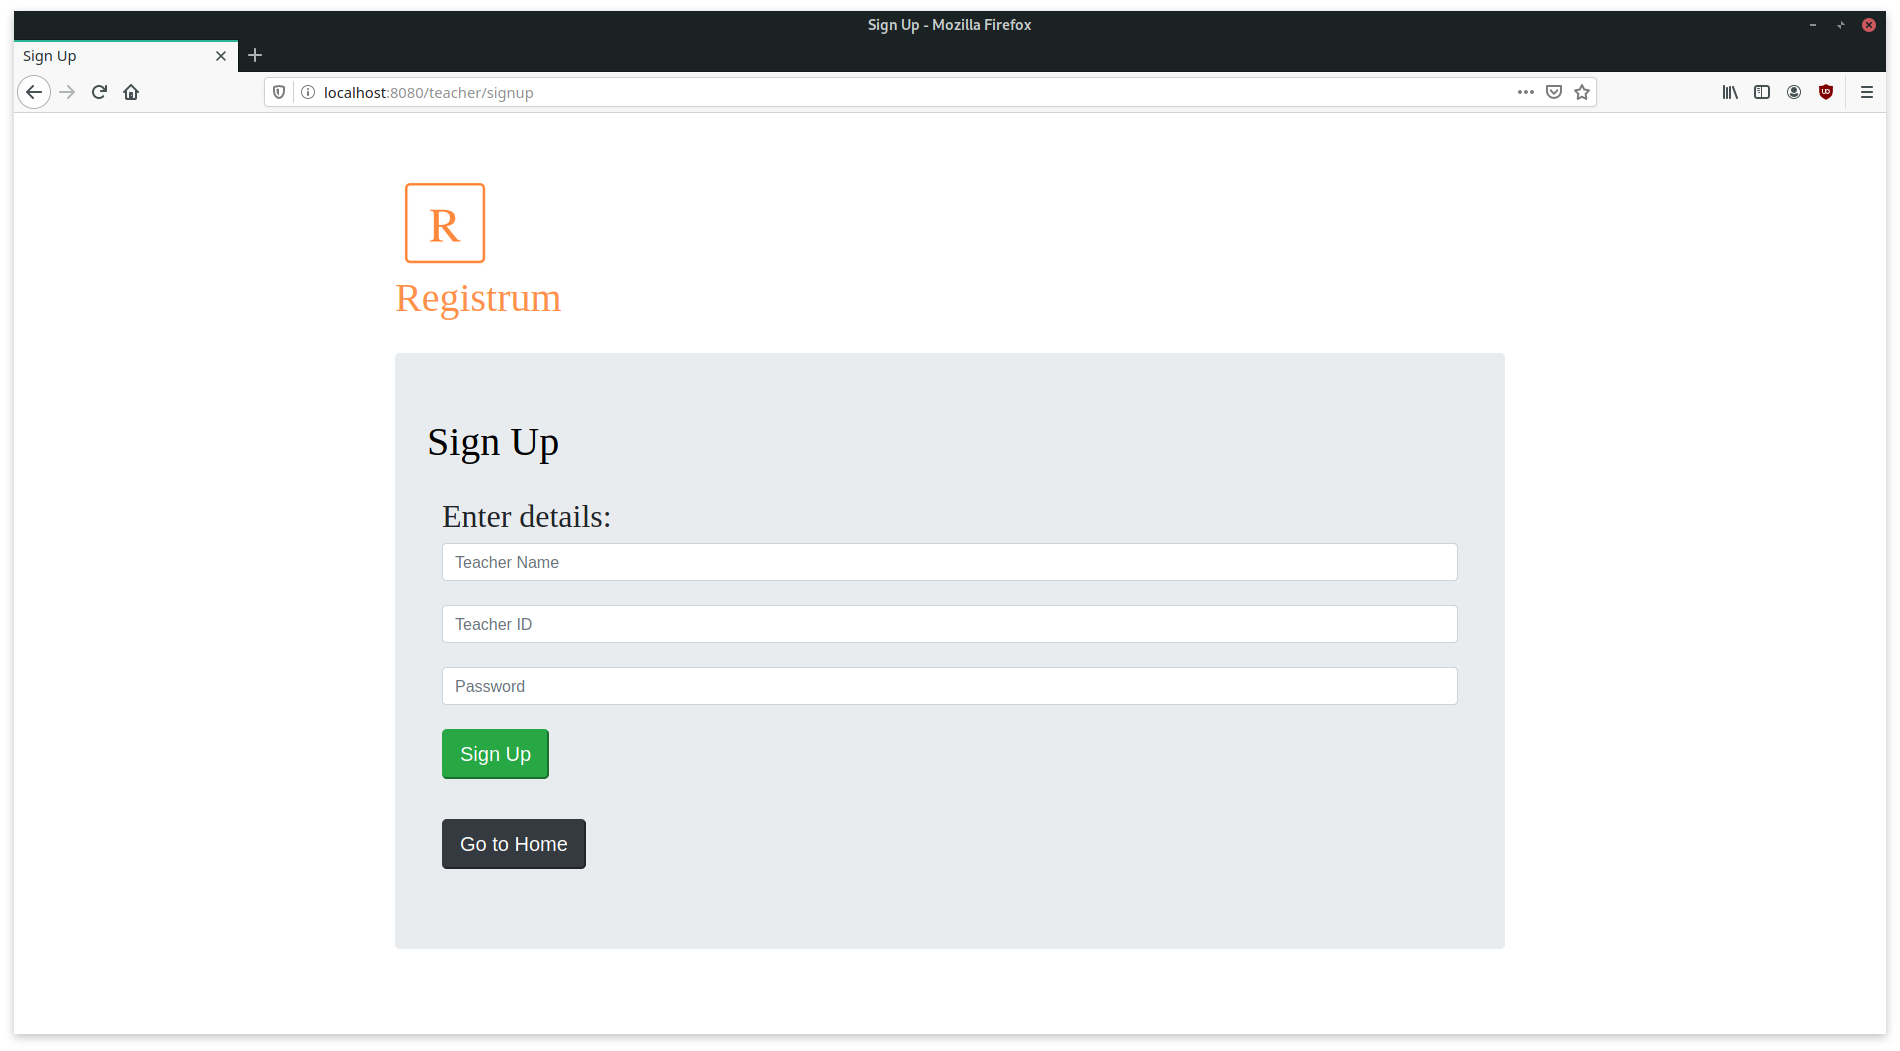 Sign Up - Mozilla Firefox
Sign Up
localhost:8080/teacher/signup
R
Registrum
Sign Up
Enter details:
Teacher Name
Teacher ID
Password
Sign Up
Go to Home